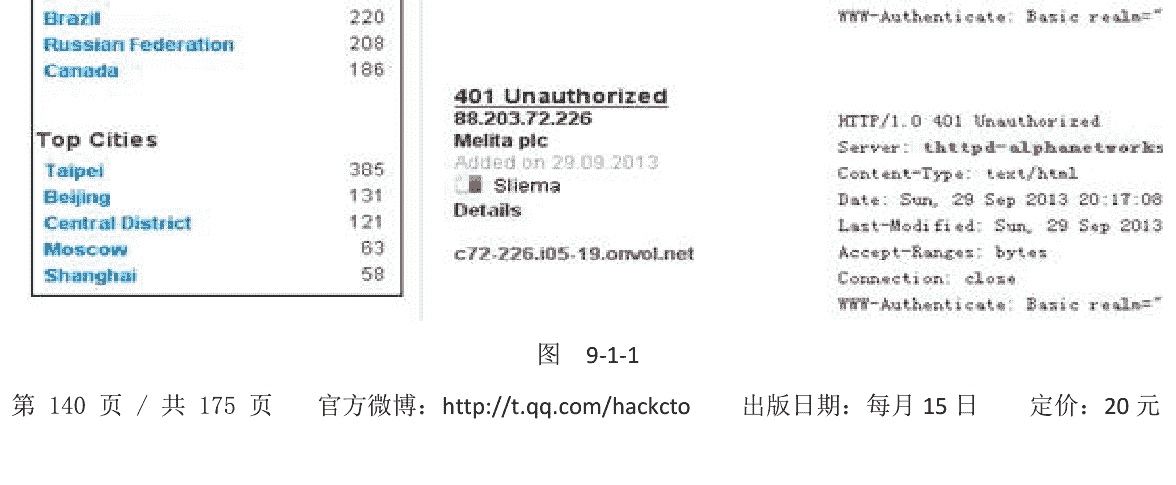 Brazil 220
Russian Federation 208
Canada 186
Top Cities
Taipei 385
Beijing 131
Central District 121
Moscow 63
Shanghai 58
401 Unauthorized
88.203.72.226
Melita plc
Added on 29.09.2013
Sliema
Details
c72-226.i05-19.onvol.net
WWW-Authenticate: Basic realm="
HTTP/1.0 401 Unauthorized
Server: thttpd-alphanetworks
Content-Type: text/html
Date: Sun, 29 Sep 2013 20:17:08
Last-Modified: Sun, 29 Sep 2013
Accept-Ranges: bytes
Connection: close
WWW-Authenticate: Basic realm="
图 9-1-1
第 140 页 / 共 175 页 官方微博：http://t.qq.com/hackcto 出版日期：每月 15 日 定价：20 元